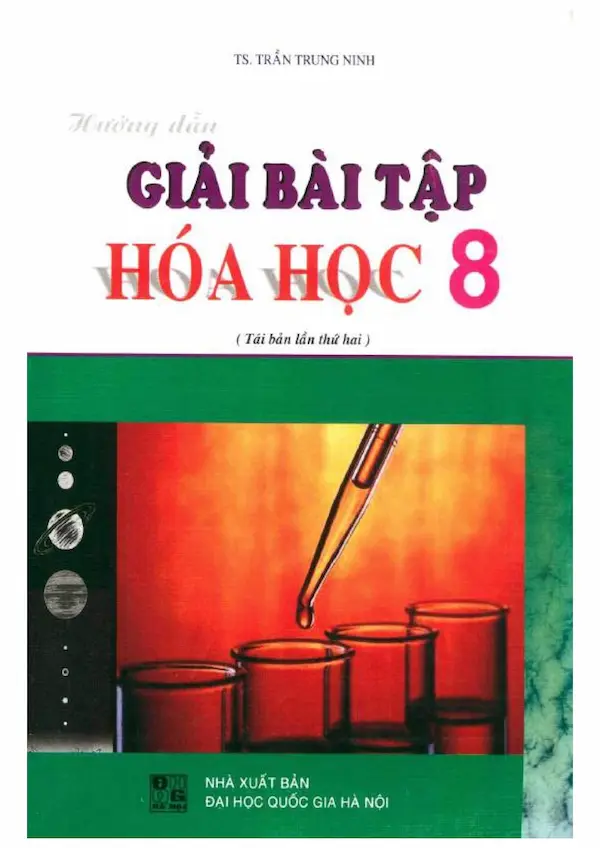 TS. TRẦN TRUNG NINH
Hướng dẫn
GIẢI BÀI TẬP
HÓA HỌC 8
( Tái bản lần thứ hai )
NHÀ XUẤT BẢN
ĐẠI HỌC QUỐC GIA HÀ NỘI